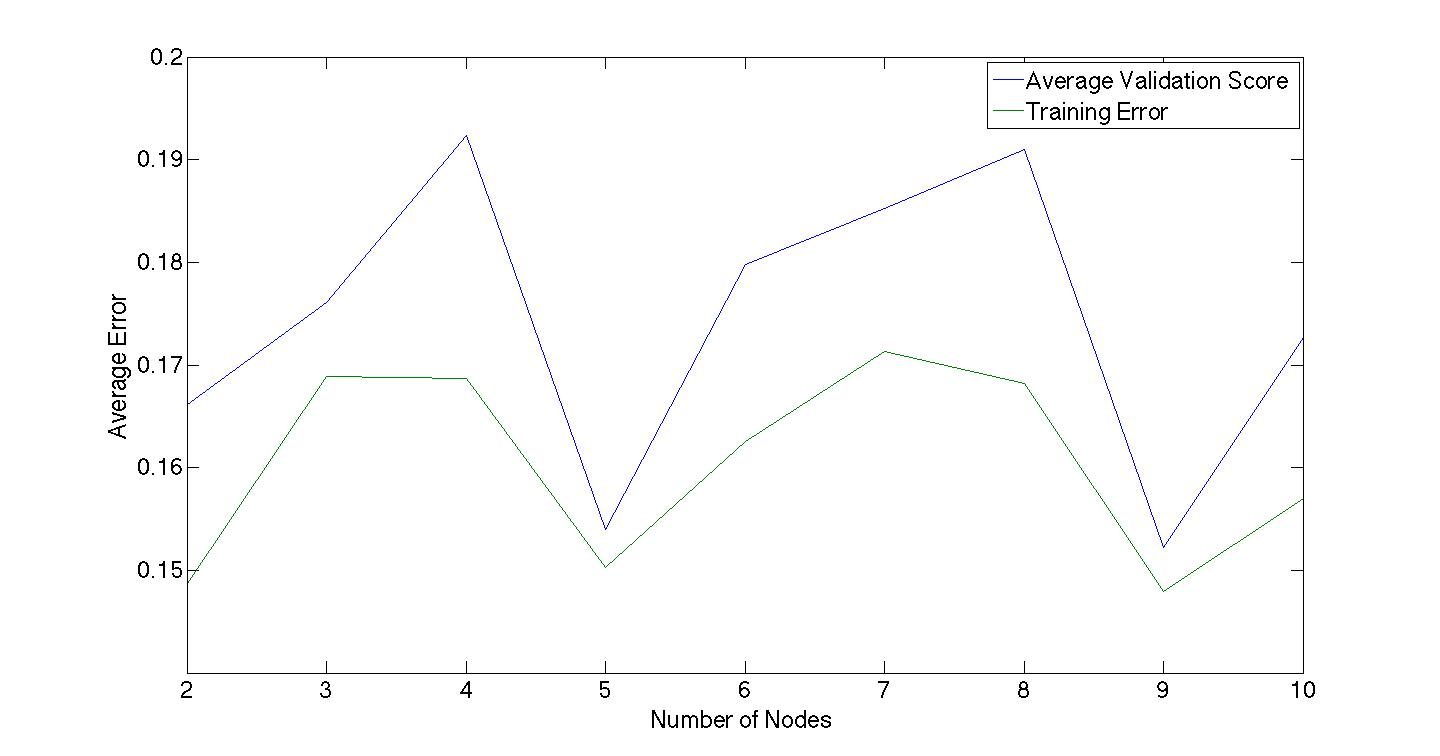 0.2
Average Validation Score
Training Error
0.19
0.18
0.17
0.16
0.15
Average Error
2 3 4 5 6 7 8 9 10
Number of Nodes